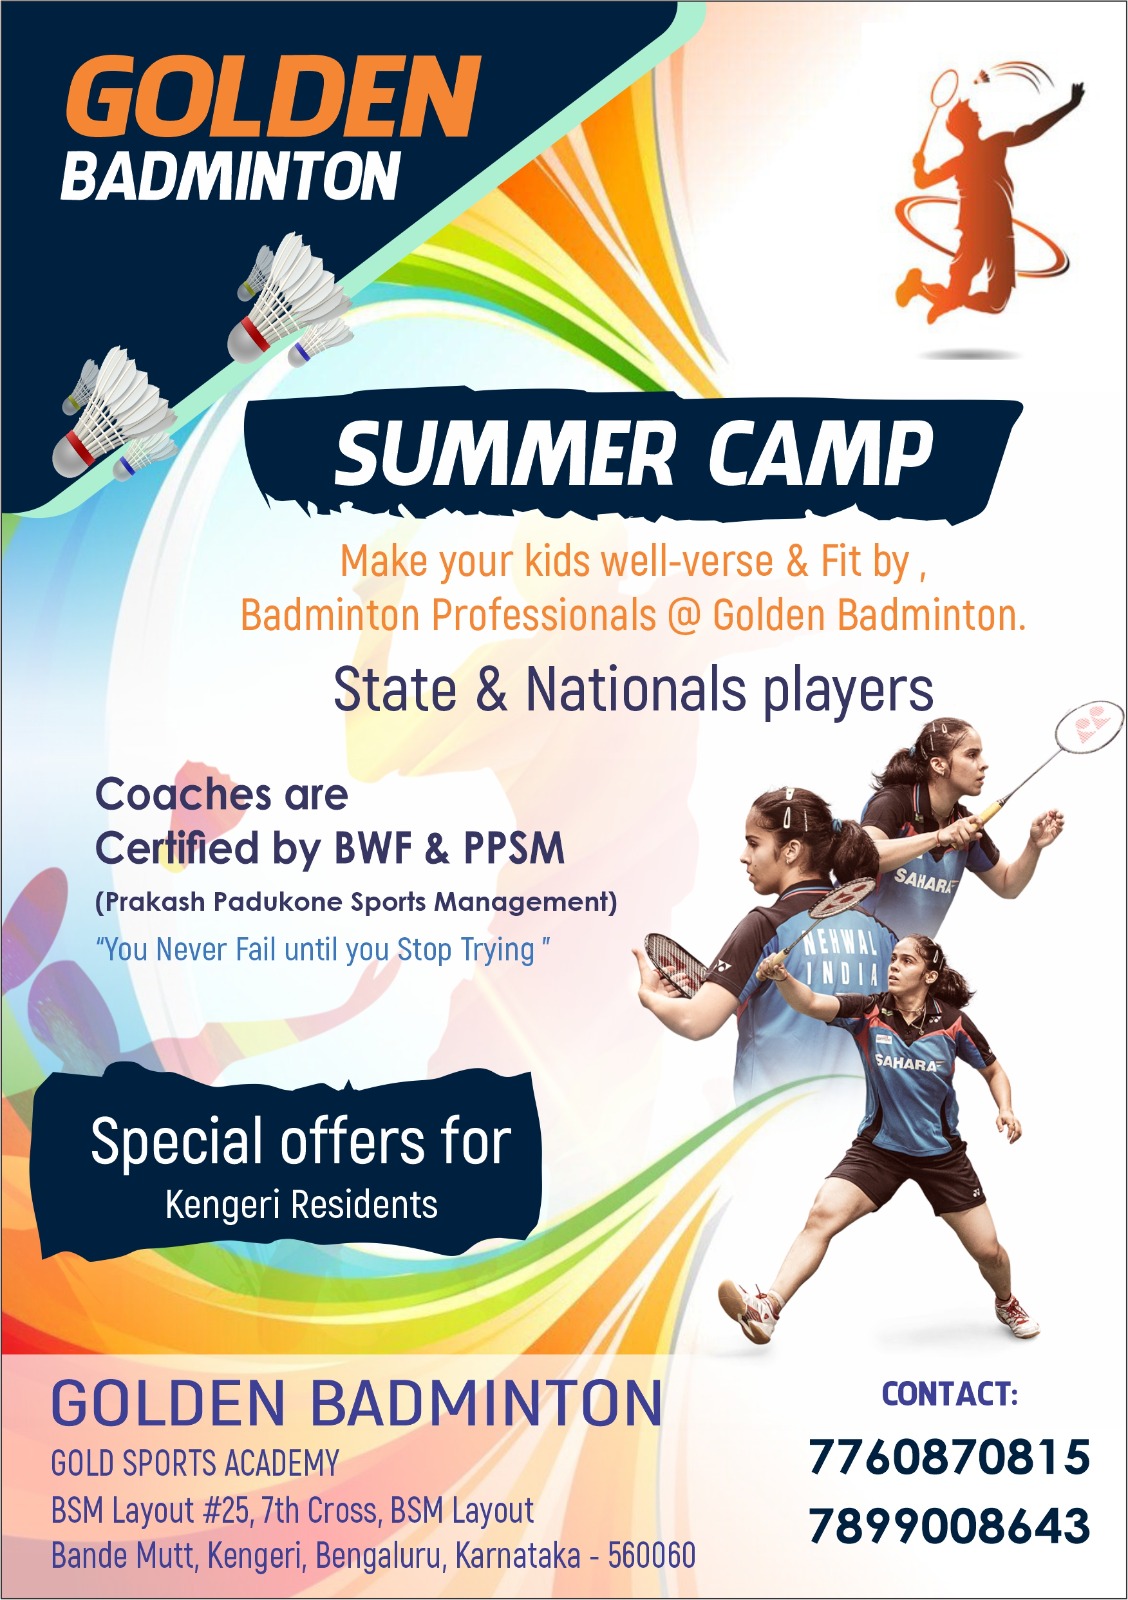 GOLDEN
BADMINTON
SUMMER CAMP
Make your kids well-verse & Fit by ,
Badminton Professionals @ Golden Badminton.
State & Nationals players
Coaches are
Certified by BWF & PPSM
(Prakash Padukone Sports Management)
“You Never Fail until you Stop Trying ”
SAHARA
NEHWAL
INDIA
SAHARA
Special offers for
Kengeri Residents
GOLDEN BADMINTON
GOLD SPORTS ACADEMY
BSM Layout #25, 7th Cross, BSM Layout
Bande Mutt, Kengeri, Bengaluru, Karnataka - 560060
CONTACT:
7760870815
7899008643